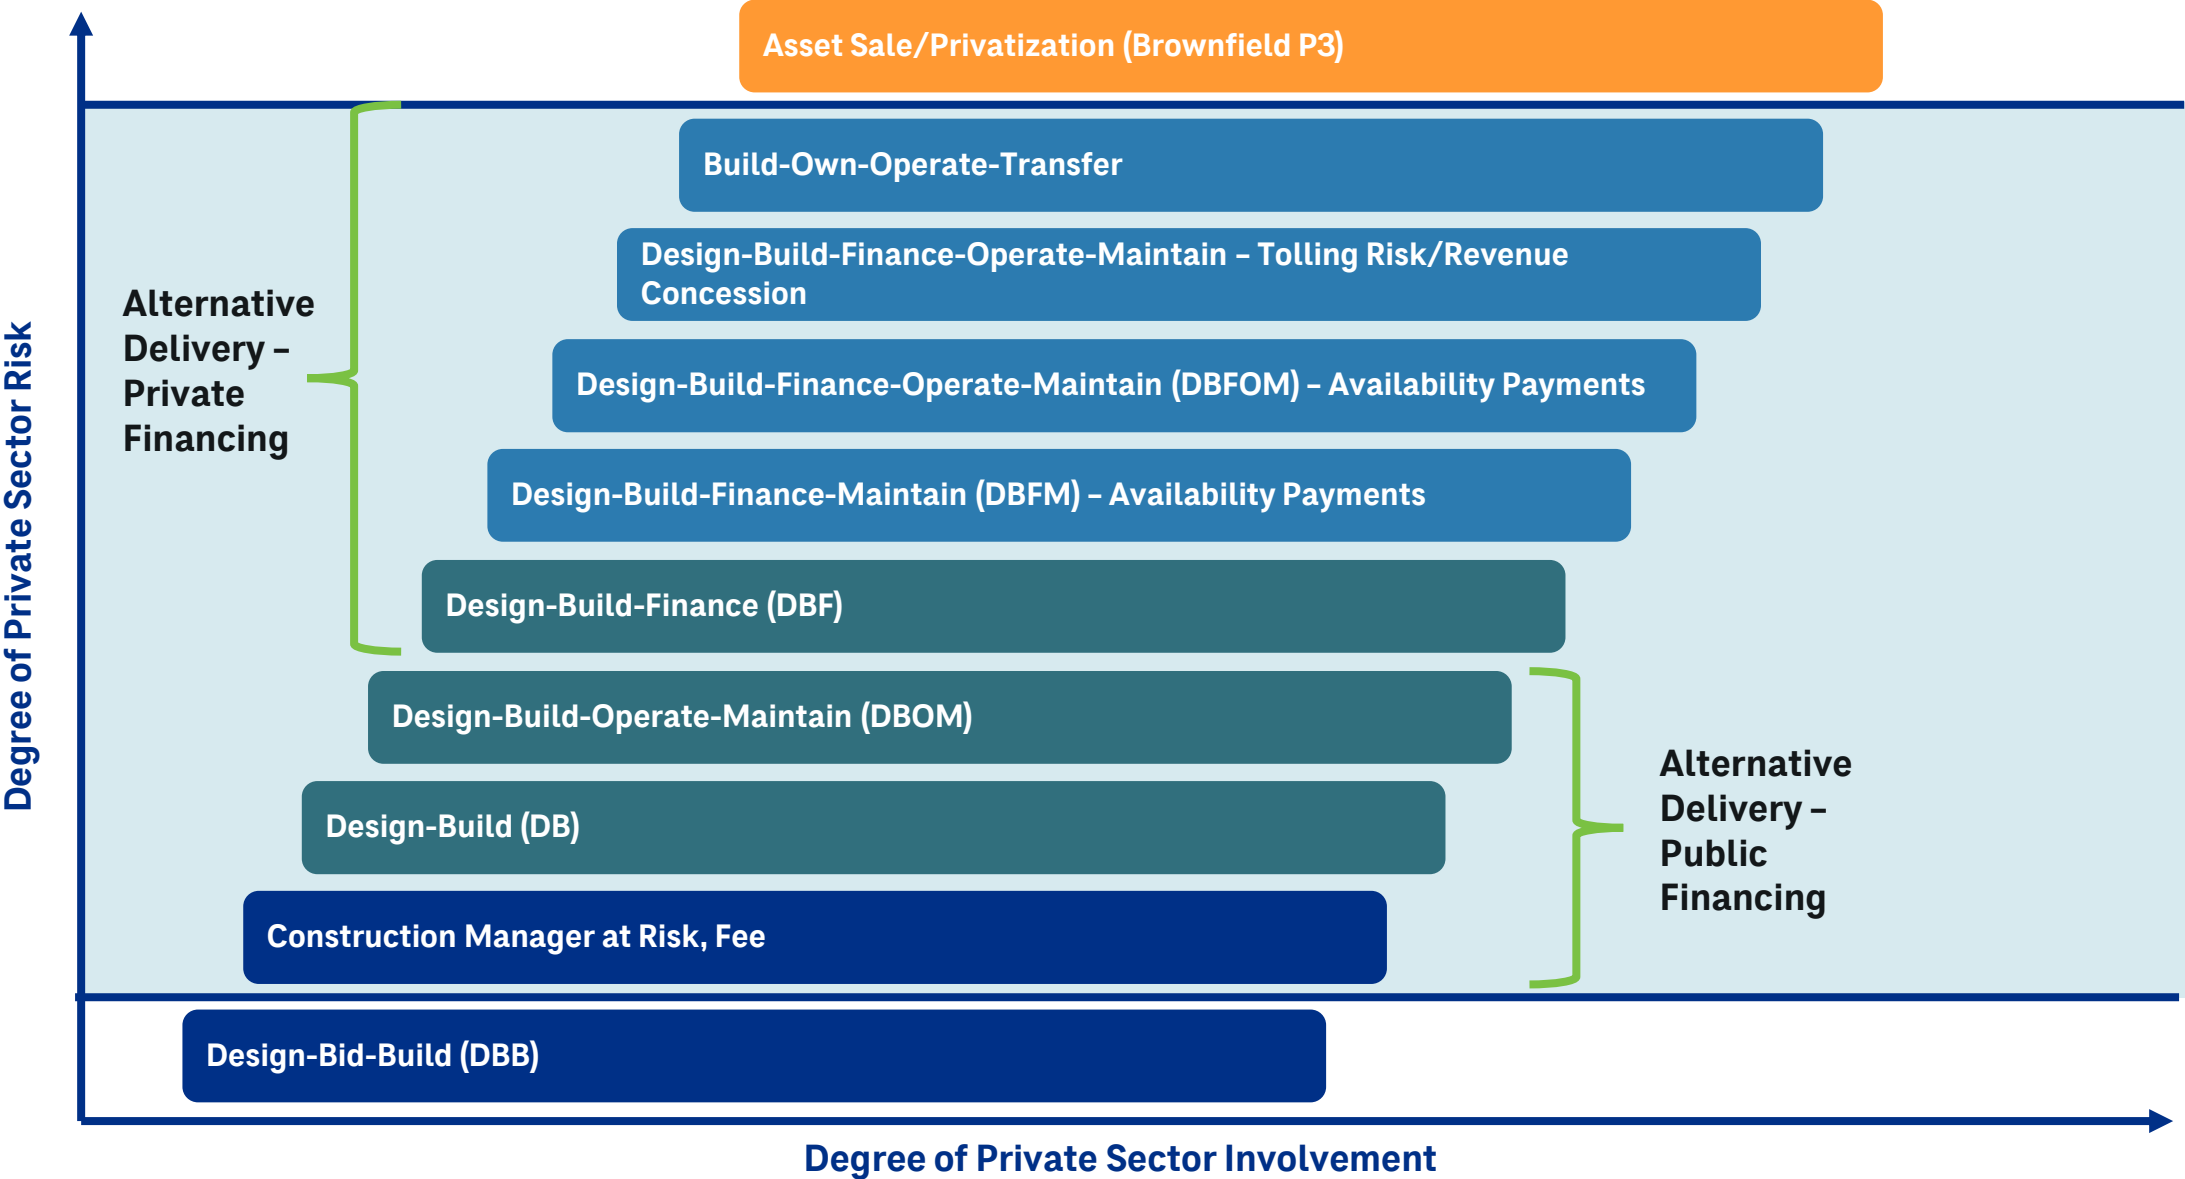 Asset Sale/Privatization (Brownfield P3)
Build-Own-Operate-Transfer
Design-Build-Finance-Operate-Maintain – Tolling Risk/Revenue
Concession
Alternative
Delivery –
Private
Financing
Design-Build-Finance-Operate-Maintain (DBFOM) – Availability Payments
Design-Build-Finance-Maintain (DBFM) – Availability Payments
Degree of Private Sector Risk
Design-Build-Finance (DBF)
Design-Build-Operate-Maintain (DBOM)
Alternative
Delivery –
Public
Financing
Design-Build (DB)
Construction Manager at Risk, Fee
Design-Bid-Build (DBB)
Degree of Private Sector Involvement